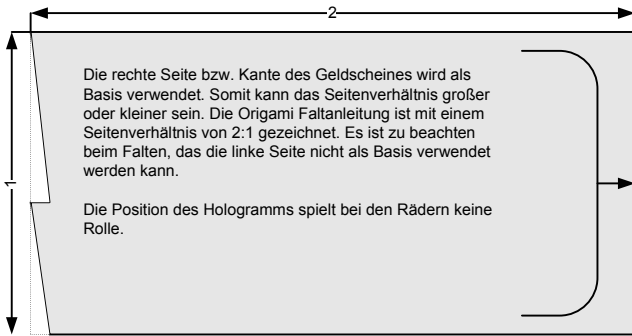 2
Die rechte Seite bzw. Kante des Geldscheines wird als
Basis verwendet. Somit kann das Seitenverhältnis großer
oder kleiner sein. Die Origami Faltanleitung ist mit einem
Seitenverhältnis von 2:1 gezeichnet. Es ist zu beachten
beim Falten, das die linke Seite nicht als Basis verwendet
werden kann.
1
Die Position des Hologramms spielt bei den Rädern keine
Rolle.